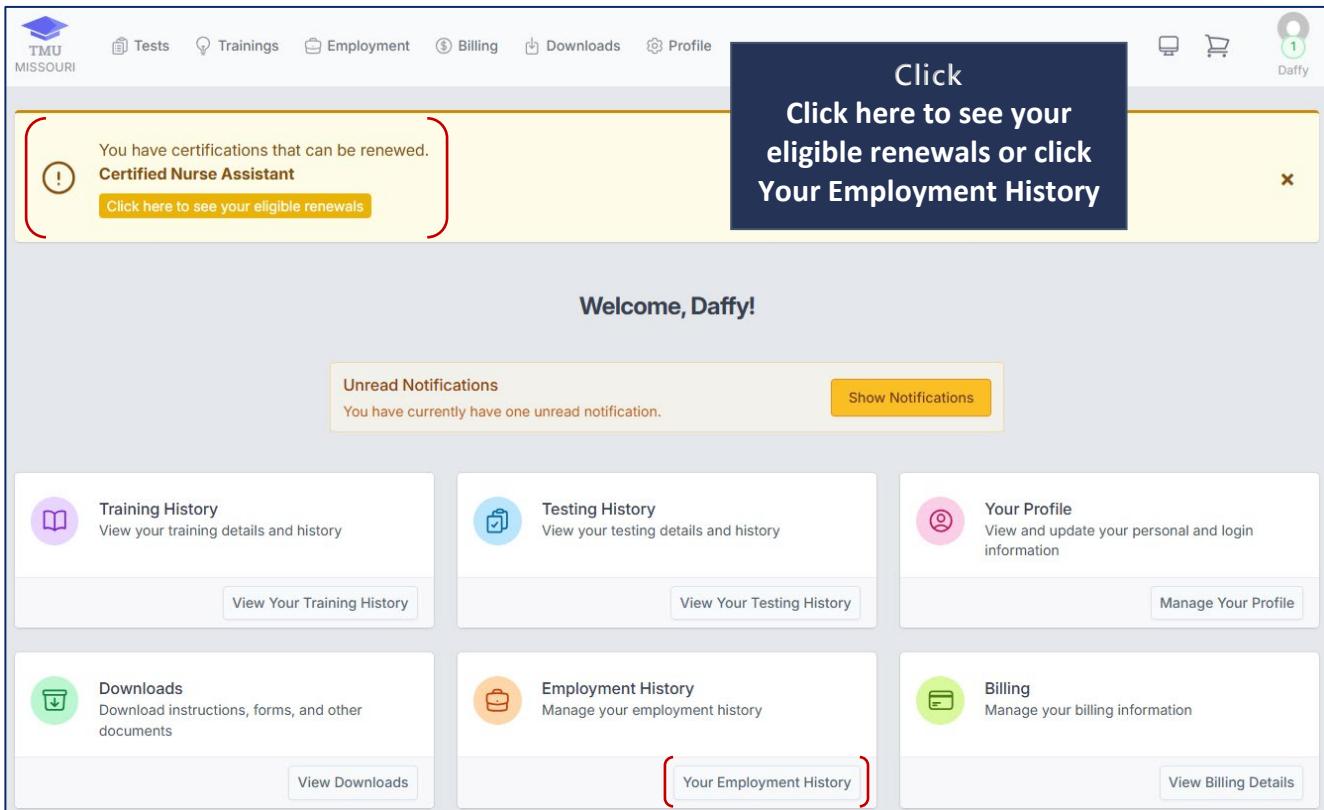 TMU
MISSOURI
Tests
Trainings
Employment
Billing
Downloads
Profile
1
Daffy
Click
Click here to see your
eligible renewals or click
Your Employment History
You have certifications that can be renewed.
Certified Nurse Assistant
Click here to see your eligible renewals
Welcome, Daffy!
Unread Notifications
You have currently have one unread notification.
Show Notifications
Training History
View your training details and history
View Your Training History
Testing History
View your testing details and history
View Your Testing History
Your Profile
View and update your personal and login
information
Manage Your Profile
Downloads
Download instructions, forms, and other
documents
View Downloads
Employment History
Manage your employment history
Your Employment History
Billing
Manage your billing information
View Billing Details